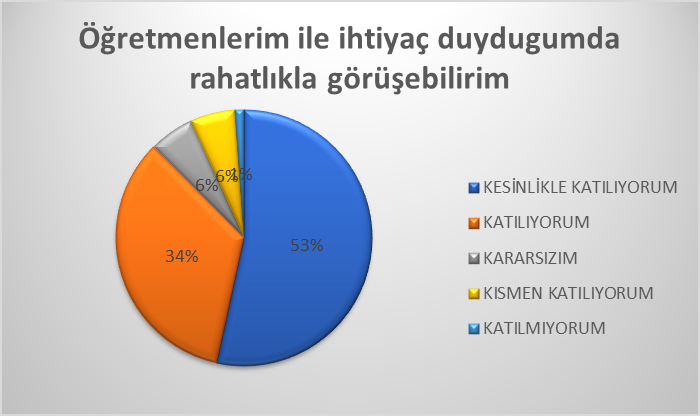 Öğretmenlerim ile ihtiyaç duydugumda
rahatlıkla görüşebilirim
53%
34%
6%
6%
1%
KESİNLİKLE KATILIYORUM
KATILIYORUM
KARARSIZIM
KISMEN KATILIYORUM
KATILMIYORUM